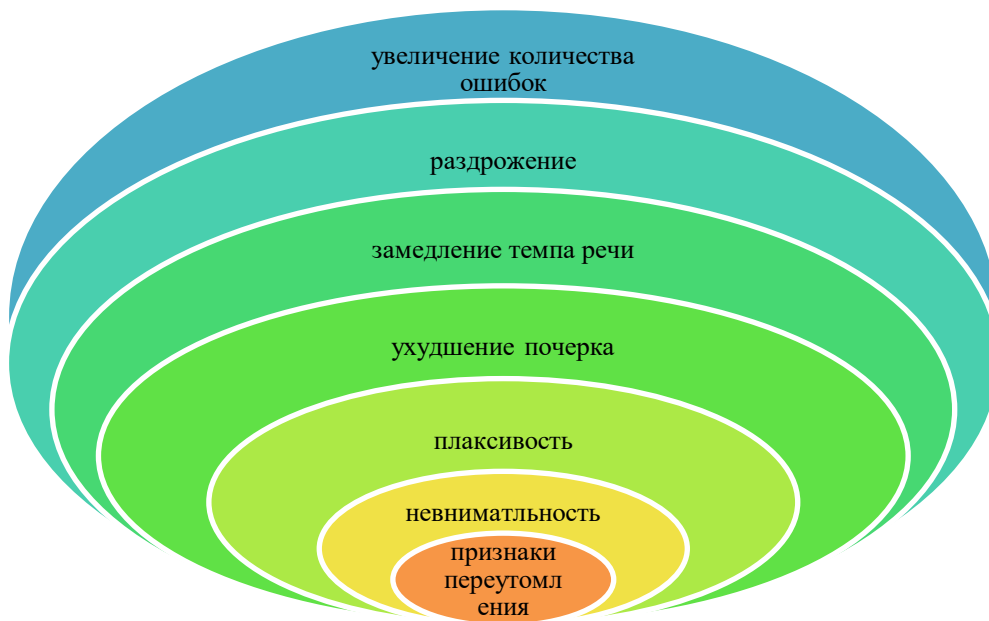 увеличение количества
ошибок
раздрожение
замедление темпа речи
ухудшение почерка
плаксивость
невниматльность
признаки
переутомл
ения